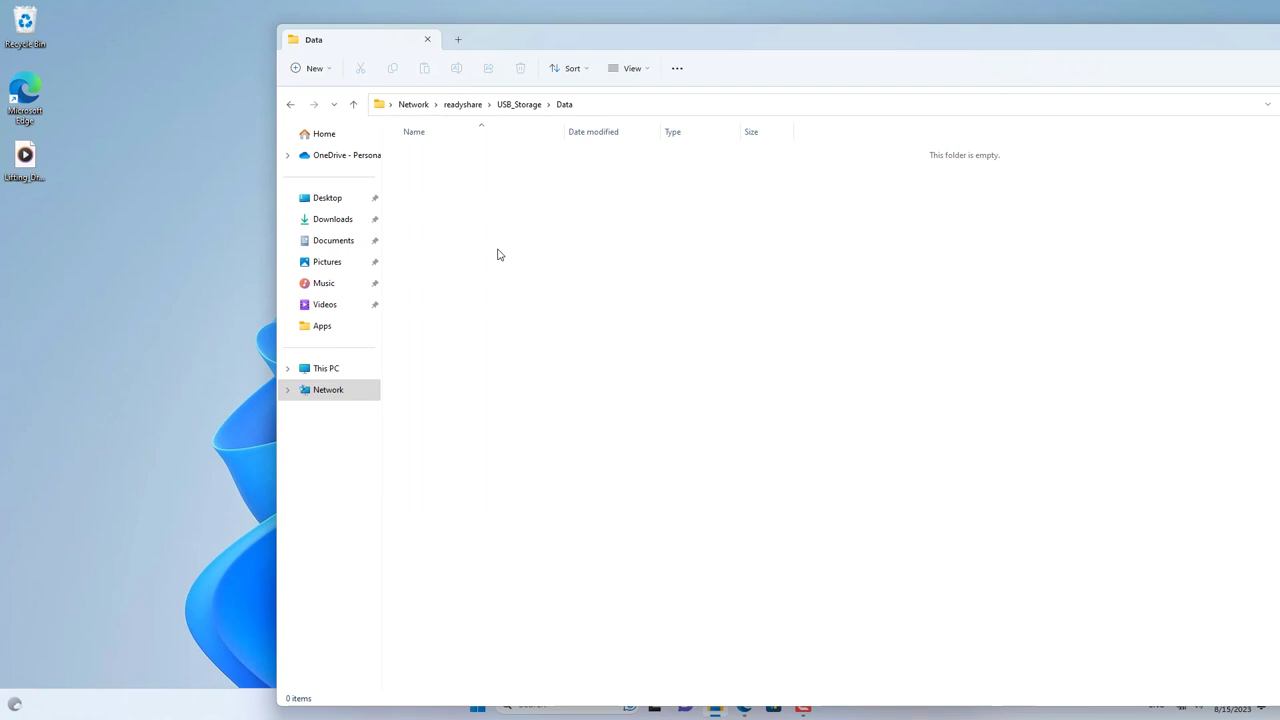 Recycle Bin
Microsoft
Edge
Lifting_Dr...
Data
New
Sort
View
Network
readyshare
USB_Storage
Data
Name
Date modified
Type
Size
This folder is empty.
Home
OneDrive - Persona
Desktop
Downloads
Documents
Pictures
Music
Videos
Apps
This PC
Network
0 items
8/15/2023